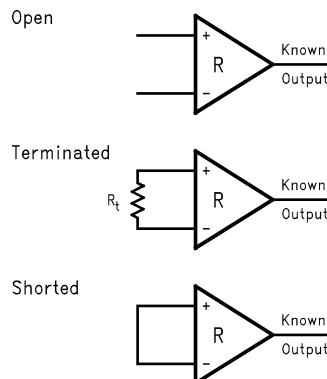 Open
+
R
−
Known
Output
Terminated
Rt
+
R
−
Known
Output
Shorted
+
R
−
Known
Output